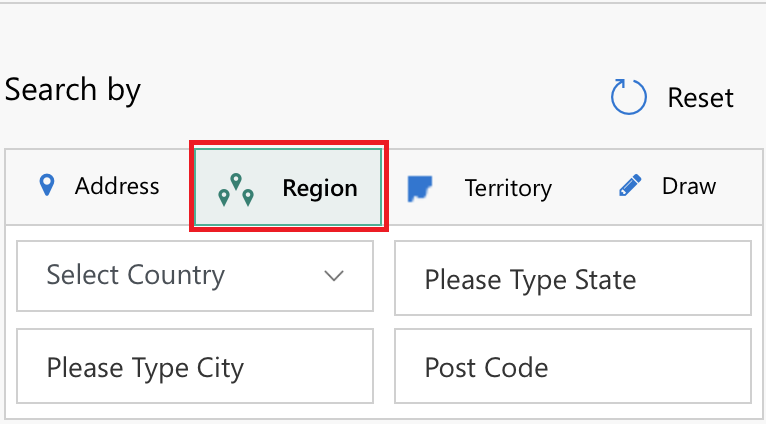 Search by
Reset
Address
Region
Territory
Draw
Select Country
Please Type State
Please Type City
Post Code